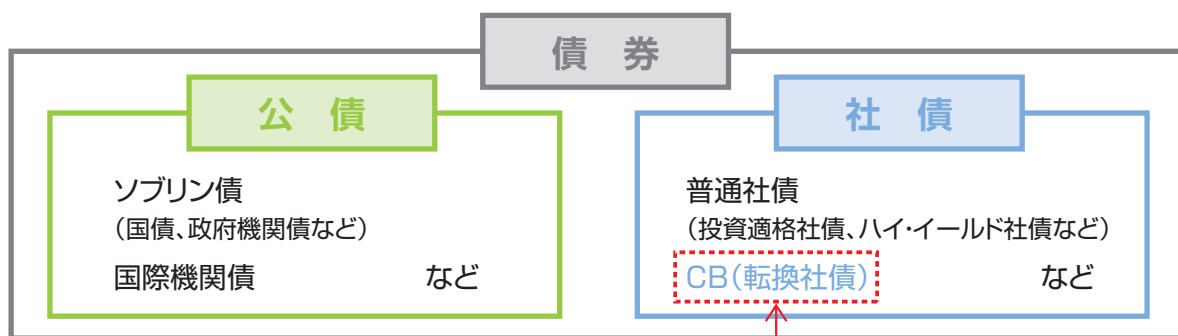 債 券
公 債
ソブリン債
（国債、政府機関債など）
国際機関債 など
社 債
普通社債
（投資適格社債、ハイ・イールド社債など）
CB（転換社債） など